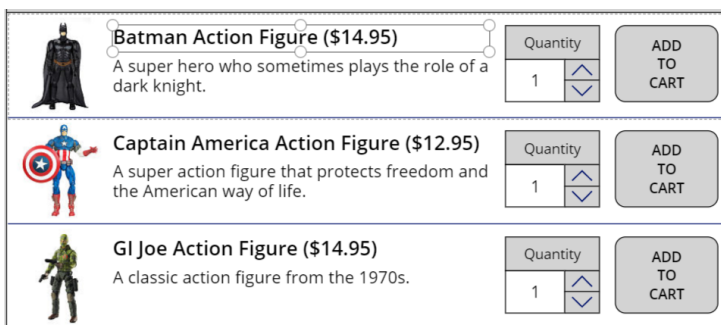 Batman Action Figure ($14.95)
A super hero who sometimes plays the role of a
dark knight.
Quantity
1
ADD
TO
CART
Captain America Action Figure ($12.95)
A super action figure that protects freedom and
the American way of life.
Quantity
1
ADD
TO
CART
GI Joe Action Figure ($14.95)
A classic action figure from the 1970s.
Quantity
1
ADD
TO
CART